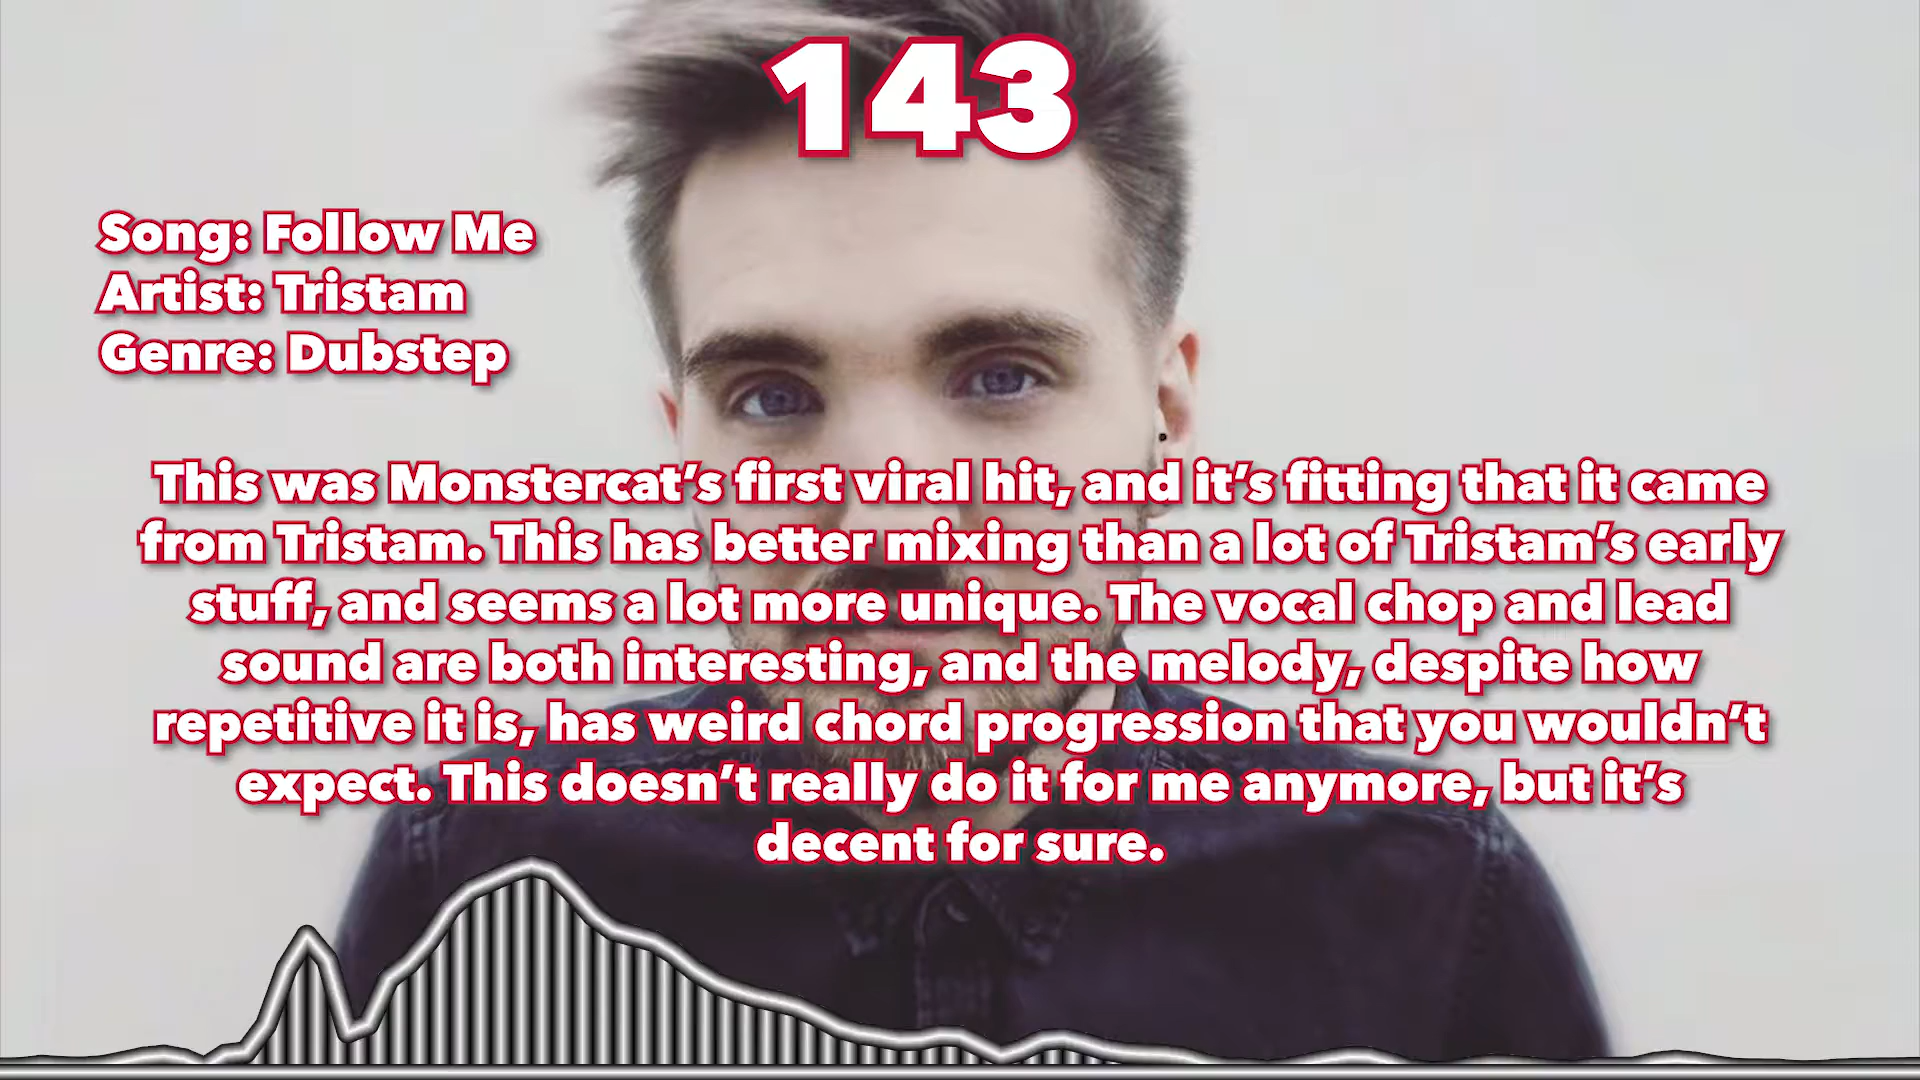 143
Song: Follow Me
Artist: Tristam
Genre: Dubstep
This was Monstercat’s first viral hit, and it’s fitting that it came
from Tristam. This has better mixing than a lot of Tristam’s early
stuff, and seems a lot more unique. The vocal chop and lead
sound are both interesting, and the melody, despite how
repetitive it is, has weird chord progression that you wouldn’t
expect. This doesn’t really do it for me anymore, but it’s
decent for sure.